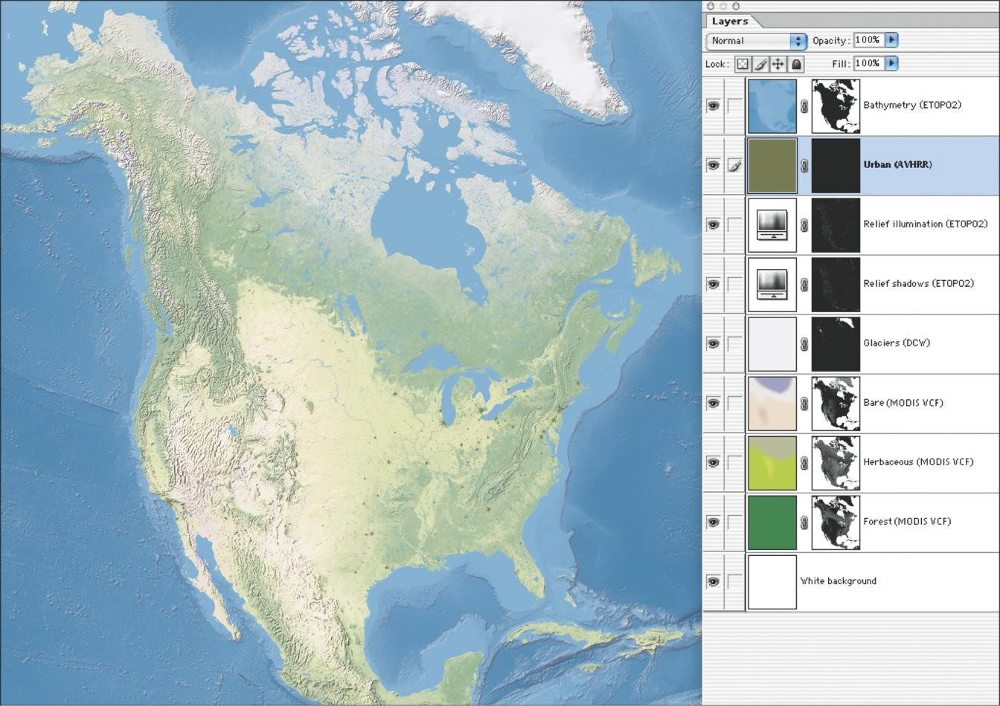 Layers
Normal Opacity: 100%
Lock: Fill: 100%
Bathymetry (ETOPO2)
Urban (AVHRR)
Relief illumination (ETOPO2)
Relief shadows (ETOPO2)
Glaciers (DCW)
Bare (MODIS VCF)
Herbaceous (MODIS VCF)
Forest (MODIS VCF)
White background